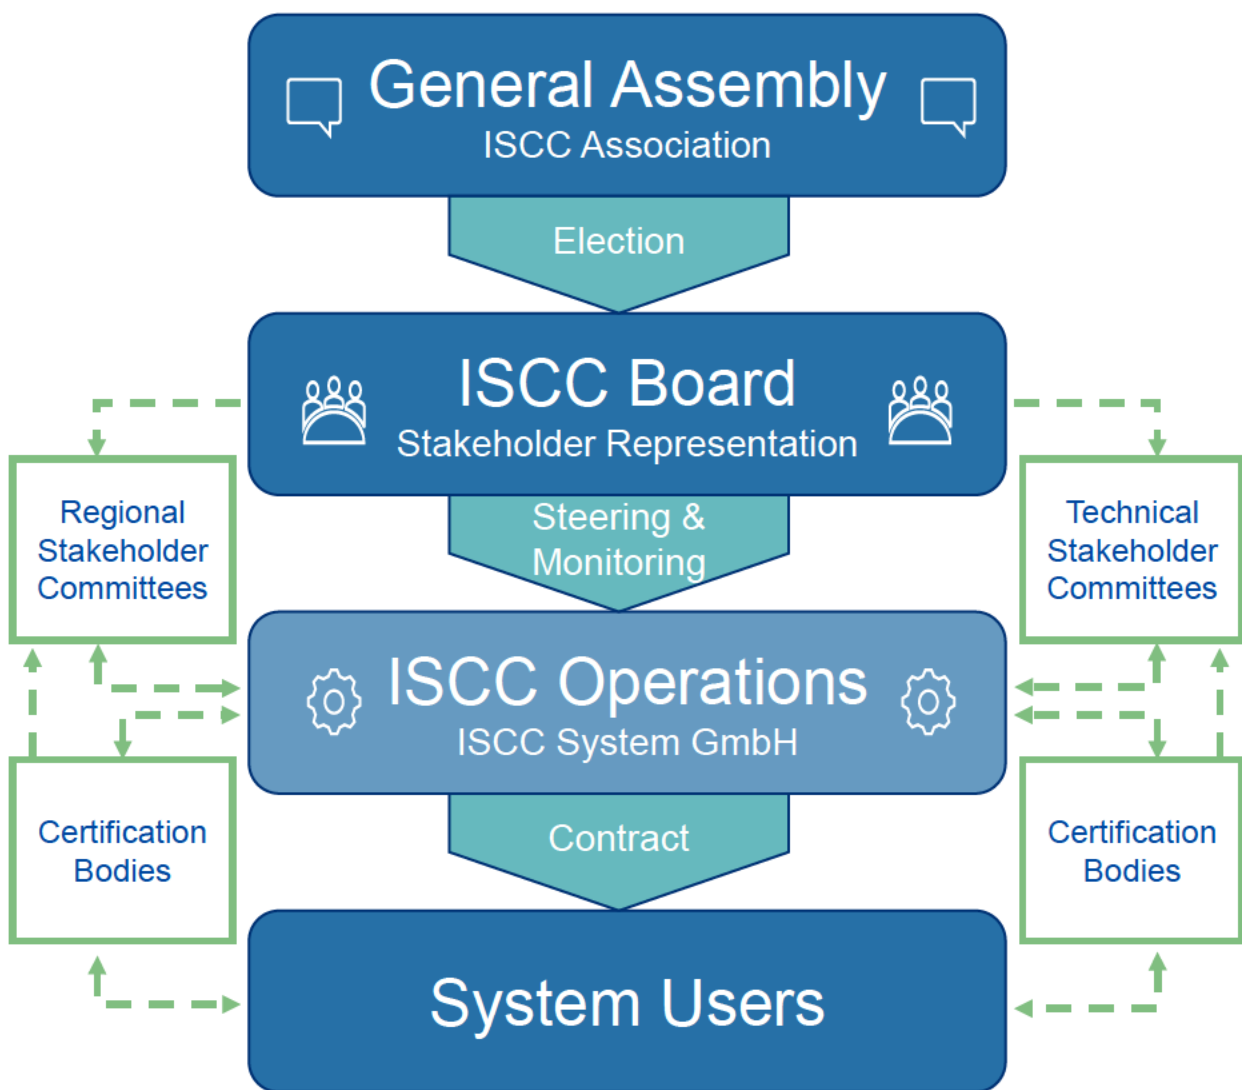 General Assembly
ISCC Association
Election
ISCC Board
Stakeholder Representation
Regional
Stakeholder
Committees
Steering &
Monitoring
Technical
Stakeholder
Committees
ISCC Operations
ISCC System GmbH
Certification
Bodies
Contract
Certification
Bodies
System Users